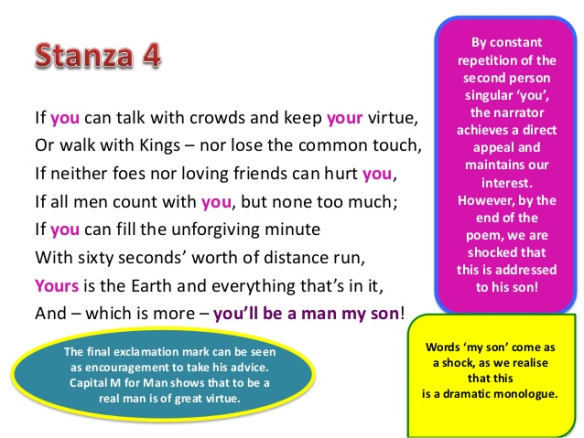 Stanza 4
If you can talk with crowds and keep your virtue,
Or walk with Kings – nor lose the common touch,
If neither foes nor loving friends can hurt you,
If all men count with you, but none too much;
If you can fill the unforgiving minute
With sixty seconds’ worth of distance run,
Yours is the Earth and everything that’s in it,
And – which is more – you’ll be a man my son!
By constant
repetition of the
second person
singular ‘you’,
the narrator
achieves a direct
appeal and
maintains our
interest.
However, by the
end of the
poem, we are
shocked that
this is addressed
to his son!
Words ‘my son’ come as
a shock, as we realise
that this
is a dramatic monologue.
The final exclamation mark can be seen
as encouragement to take his advice.
Capital M for Man shows that to be a
real man is of great virtue.